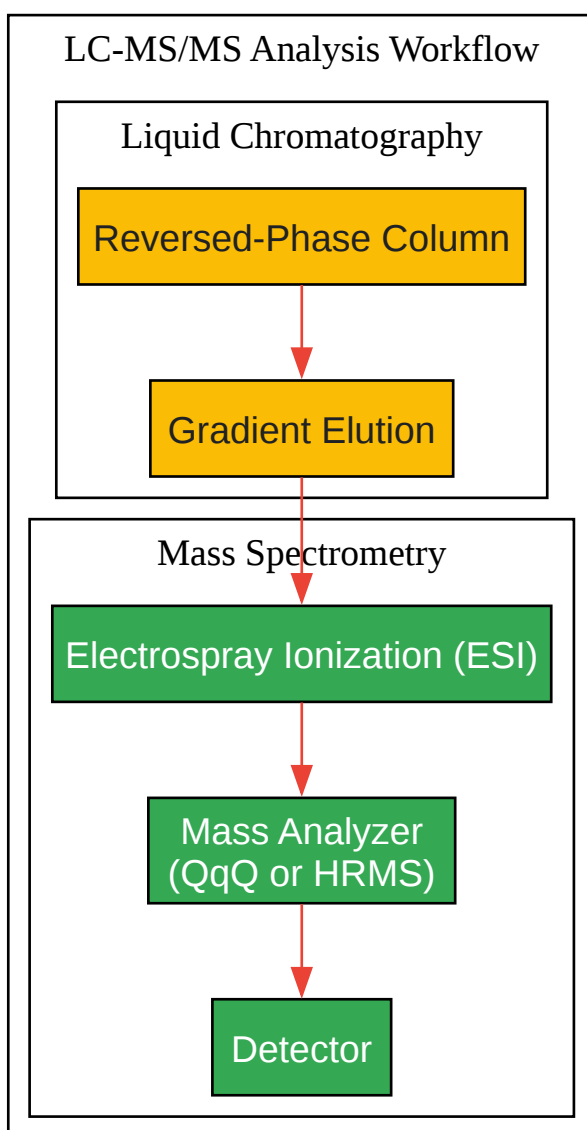 LC-MS/MS Analysis Workflow
Liquid Chromatography
Reversed-Phase Column
Gradient Elution
Mass Spectrometry
Electrospray Ionization (ESI)
Mass Analyzer
(QqQ or HRMS)
Detector